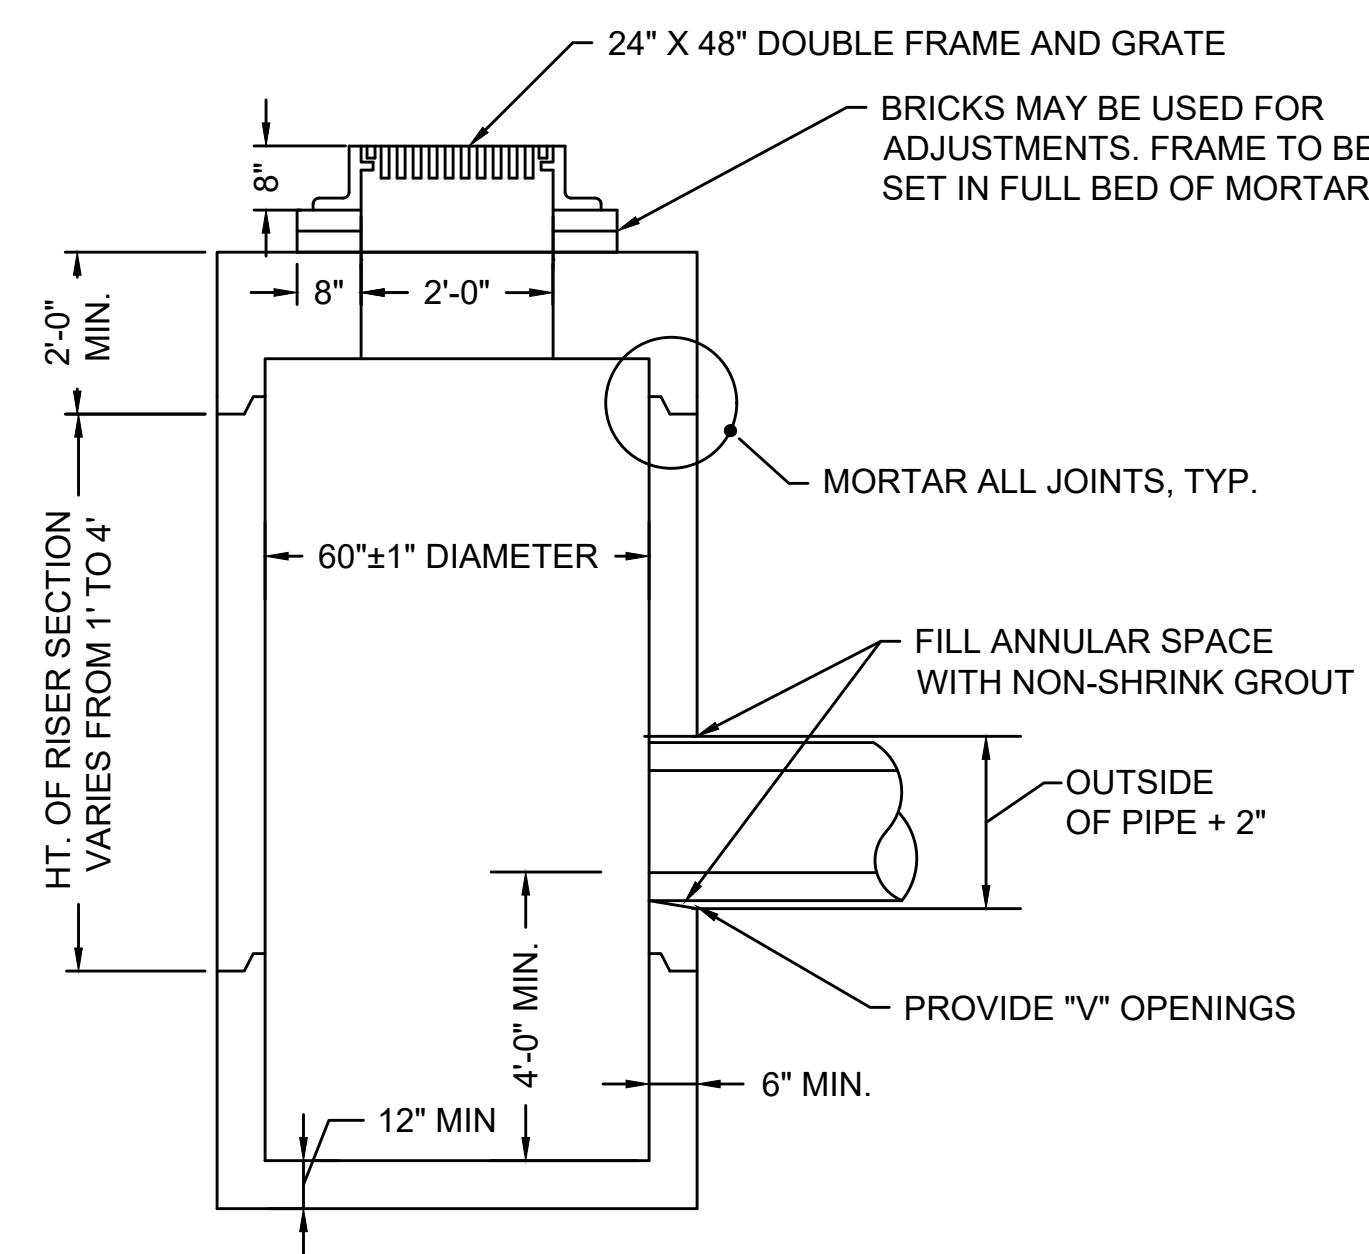 24" X 48" DOUBLE FRAME AND GRATE
BRICKS MAY BE USED FOR
ADJUSTMENTS. FRAME TO BE
SET IN FULL BED OF MORTAR
8"
8"
2'-0"
2'-0"
MIN.
MORTAR ALL JOINTS, TYP.
60"±1" DIAMETER
HT. OF RISER SECTION
VARIES FROM 1' TO 4'
FILL ANNULAR SPACE
WITH NON-SHRINK GROUT
OUTSIDE
OF PIPE + 2"
4'-0" MIN.
PROVIDE "V" OPENINGS
6" MIN.
12" MIN